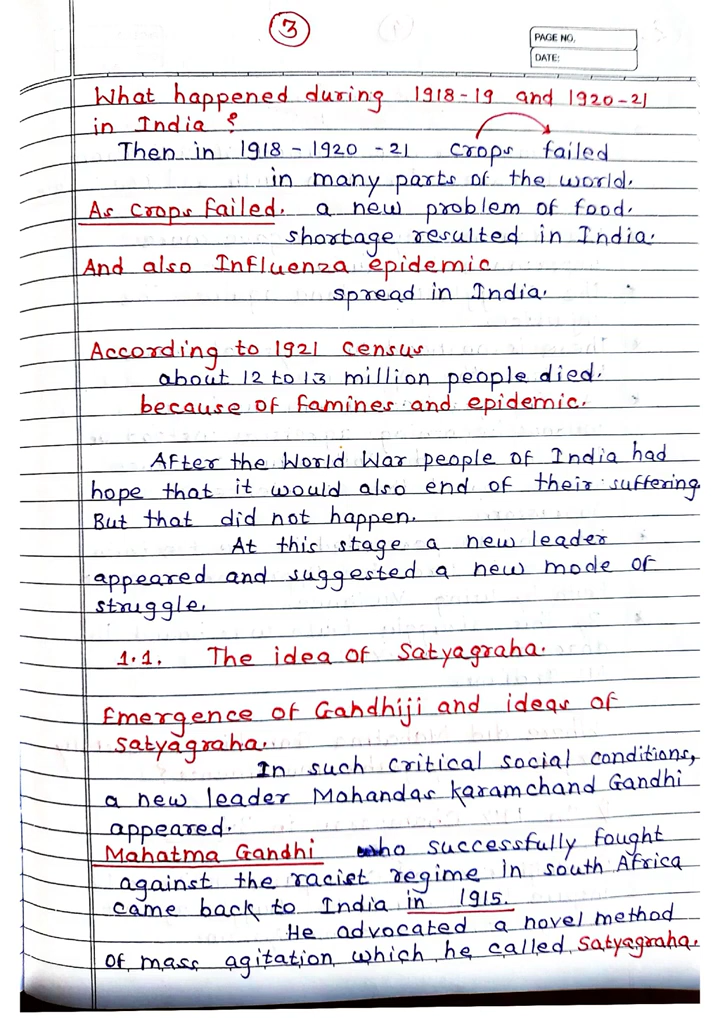 3
PAGE NO.
DATE:
What happened during 1918-19 and 1920-21
in India ?
Then in 1918 - 1920 - 21 crops failed
in many parts of the world.
As crops failed. a new problem of food.
shortage resulted in India.
And also Influenza epidemic
spread in India.
According to 1921 census
about 12 to 13 million people died.
because of famines and epidemic.
After the World War people of India had
hope that it would also end of their suffering.
But that did not happen.
At this stage a new leader
appeared and suggested a new mode of
struggle.
1.1. The idea of Satyagraha.
Emergence of Gandhiji and ideas of
Satyagraha.
In such critical social conditions,
a new leader Mohandas Karamchand Gandhi
appeared.
Mahatma Gandhi who successfully fought
against the racist regime in south Africa
came back to India in 1915.
He advocated a novel method
of mass agitation which he called Satyagraha.